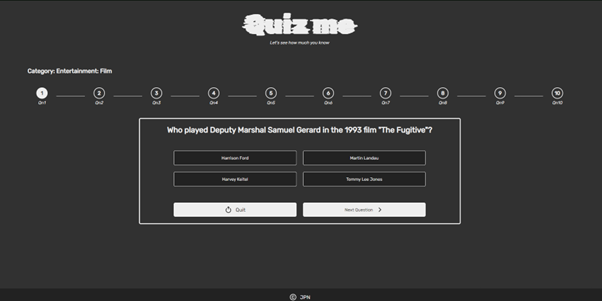 Quiz me
Let's see how much you know
Category: Entertainment: Film
1 2 3 4 5 6 7 8 9 10
Qn1 Qn2 Qn3 Qn4 Qn5 Qn6 Qn7 Qn8 Qn9 Qn10
Who played Deputy Marshal Samuel Gerard in the 1993 film "The Fugitive"?
Harrison Ford Martin Landau
Harvey Keitel Tommy Lee Jones
Quit Next Question
© JPN